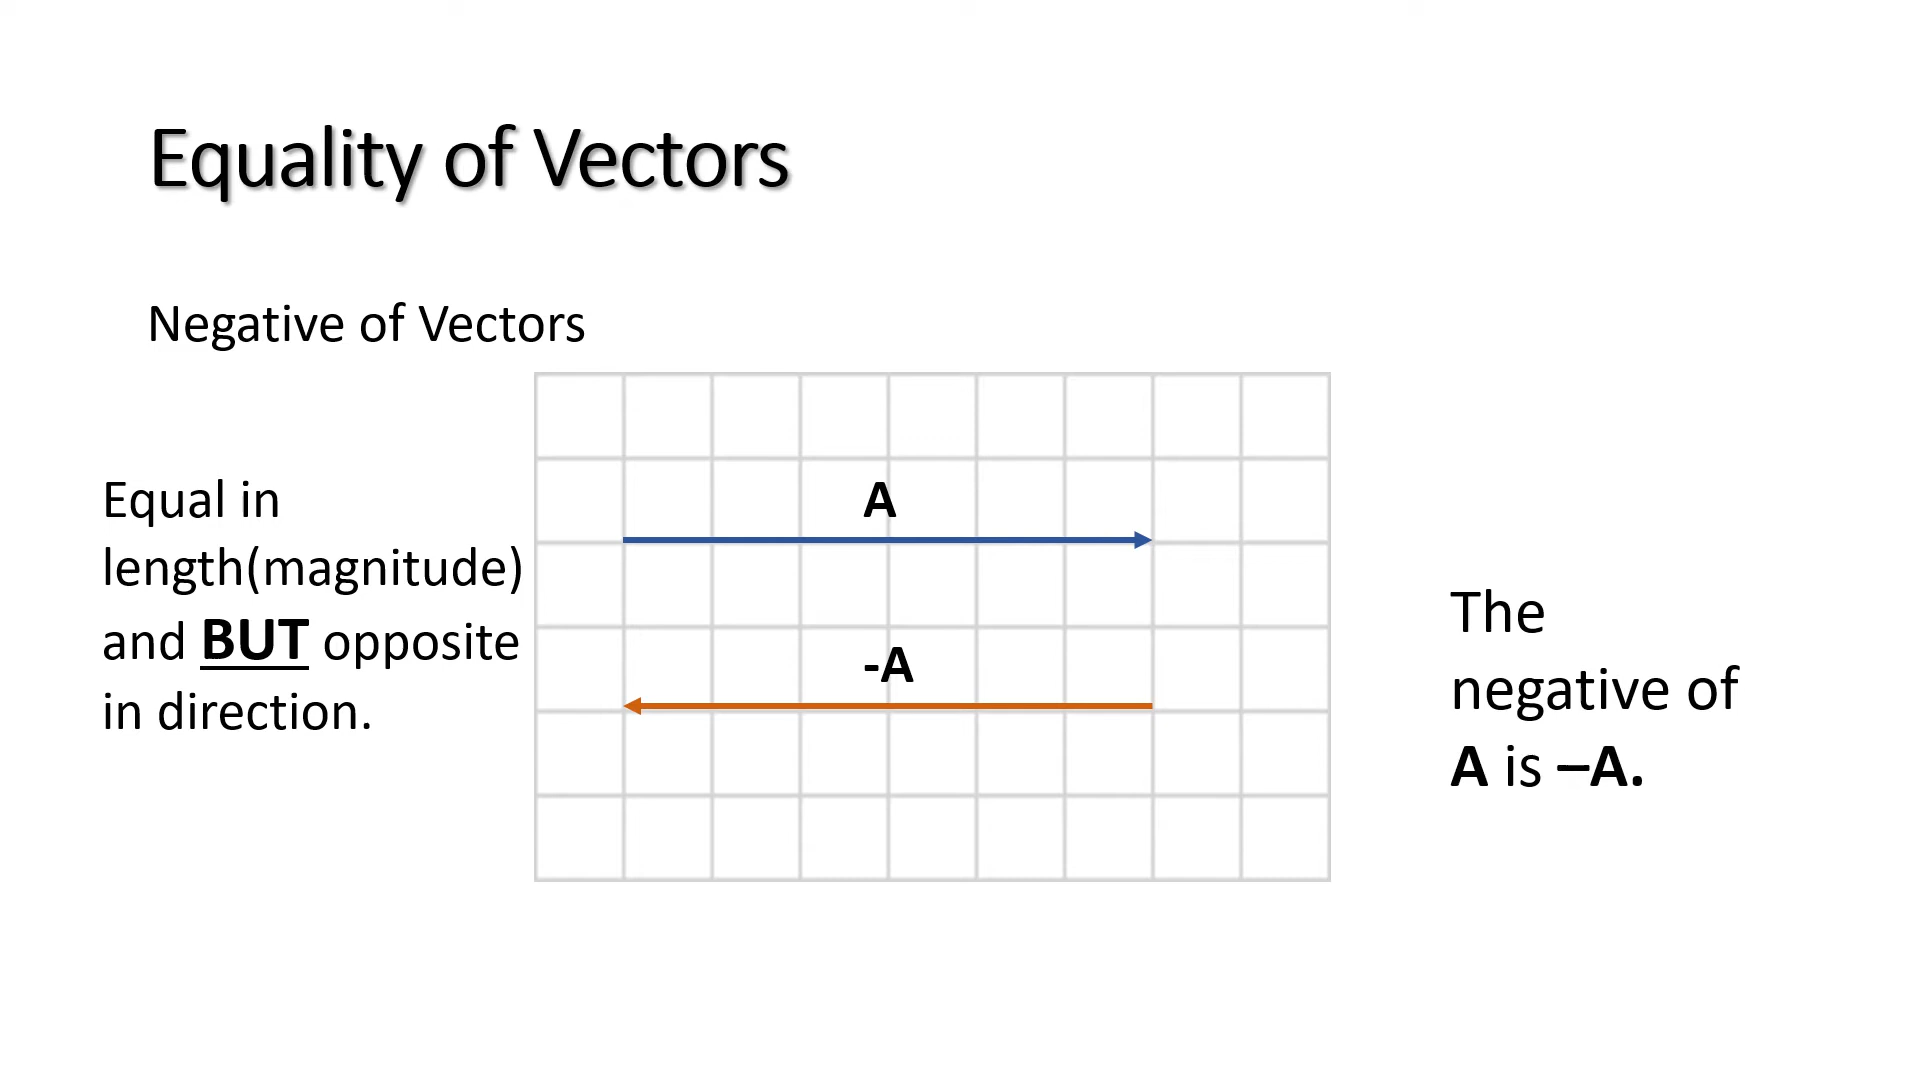 Equality of Vectors
Negative of Vectors
Equal in
length(magnitude)
and BUT opposite
in direction.
A
-A
The
negative of
A is –A.